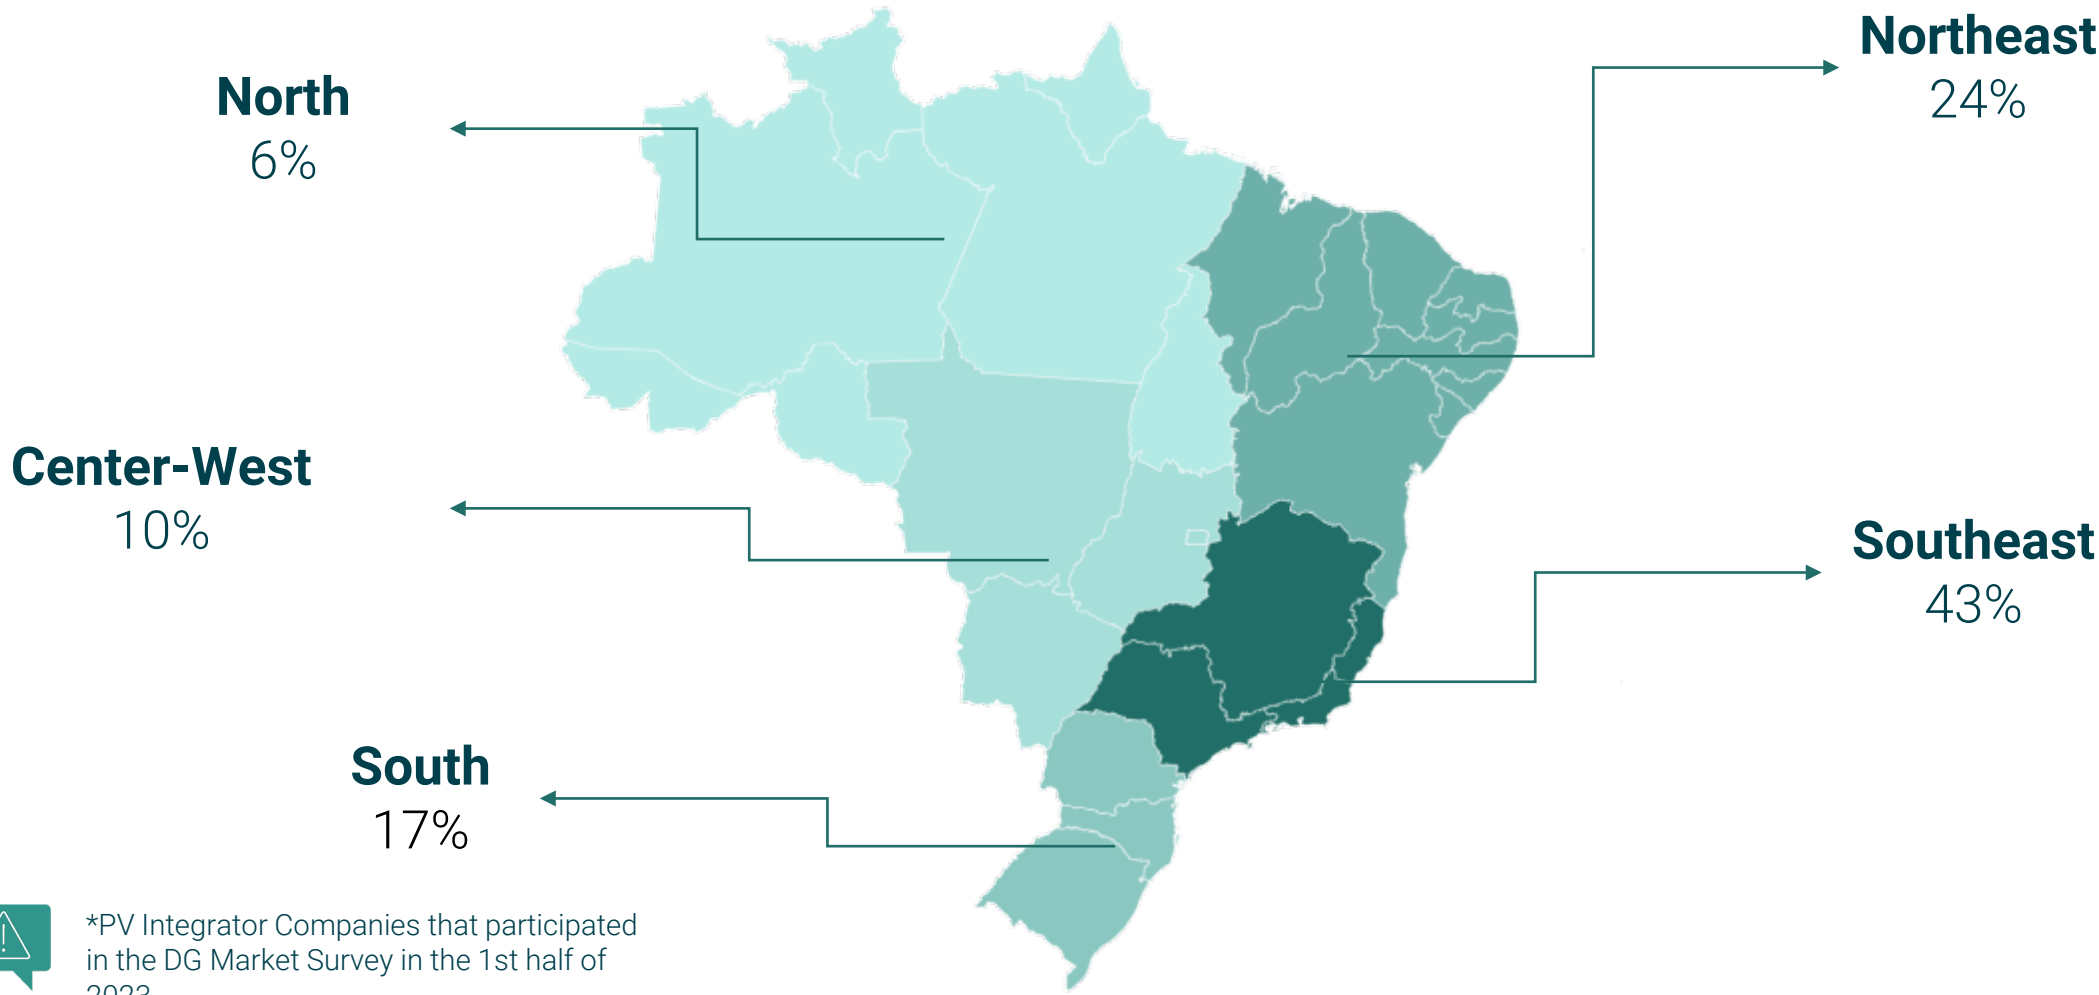 North
6%
Northeast
24%
Center-West
10%
Southeast
43%
South
17%
*PV Integrator Companies that participated
in the DG Market Survey in the 1st half of
2023